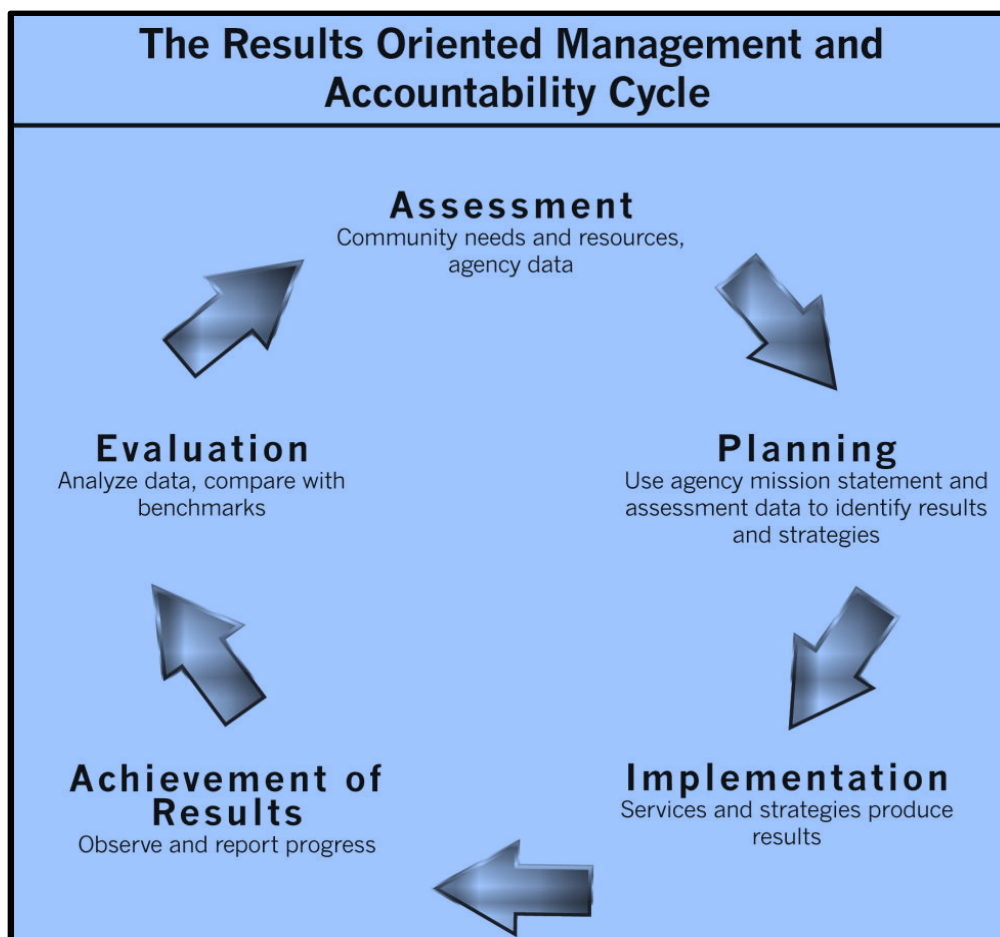 The Results Oriented Management and
Accountability Cycle
Assessment
Community needs and resources,
agency data
Evaluation
Analyze data, compare with
benchmarks
Planning
Use agency mission statement and
assessment data to identify results
and strategies
Achievement of
Results
Observe and report progress
Implementation
Services and strategies produce
results